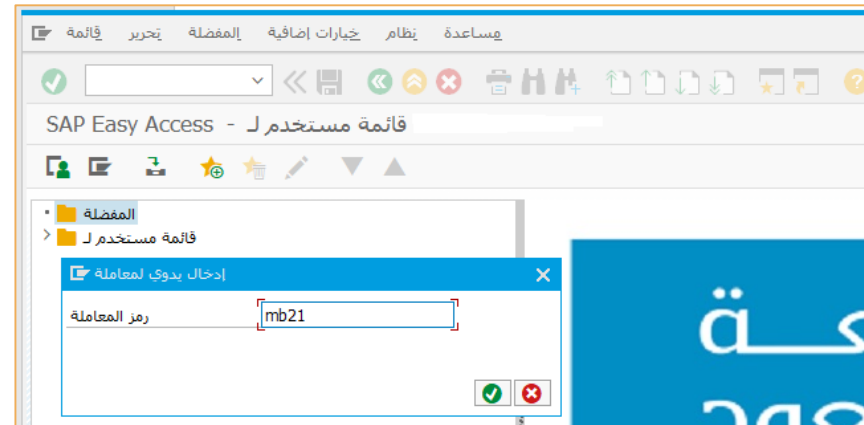 قائمة تحرير المفضلة خيارات إضافية نظام مساعدة
SAP Easy Access - قائمة مستخدم لـ
المفضلة
قائمة مستخدم لـ
إدخال يدوي لمعاملة
رمز المعاملة mb21